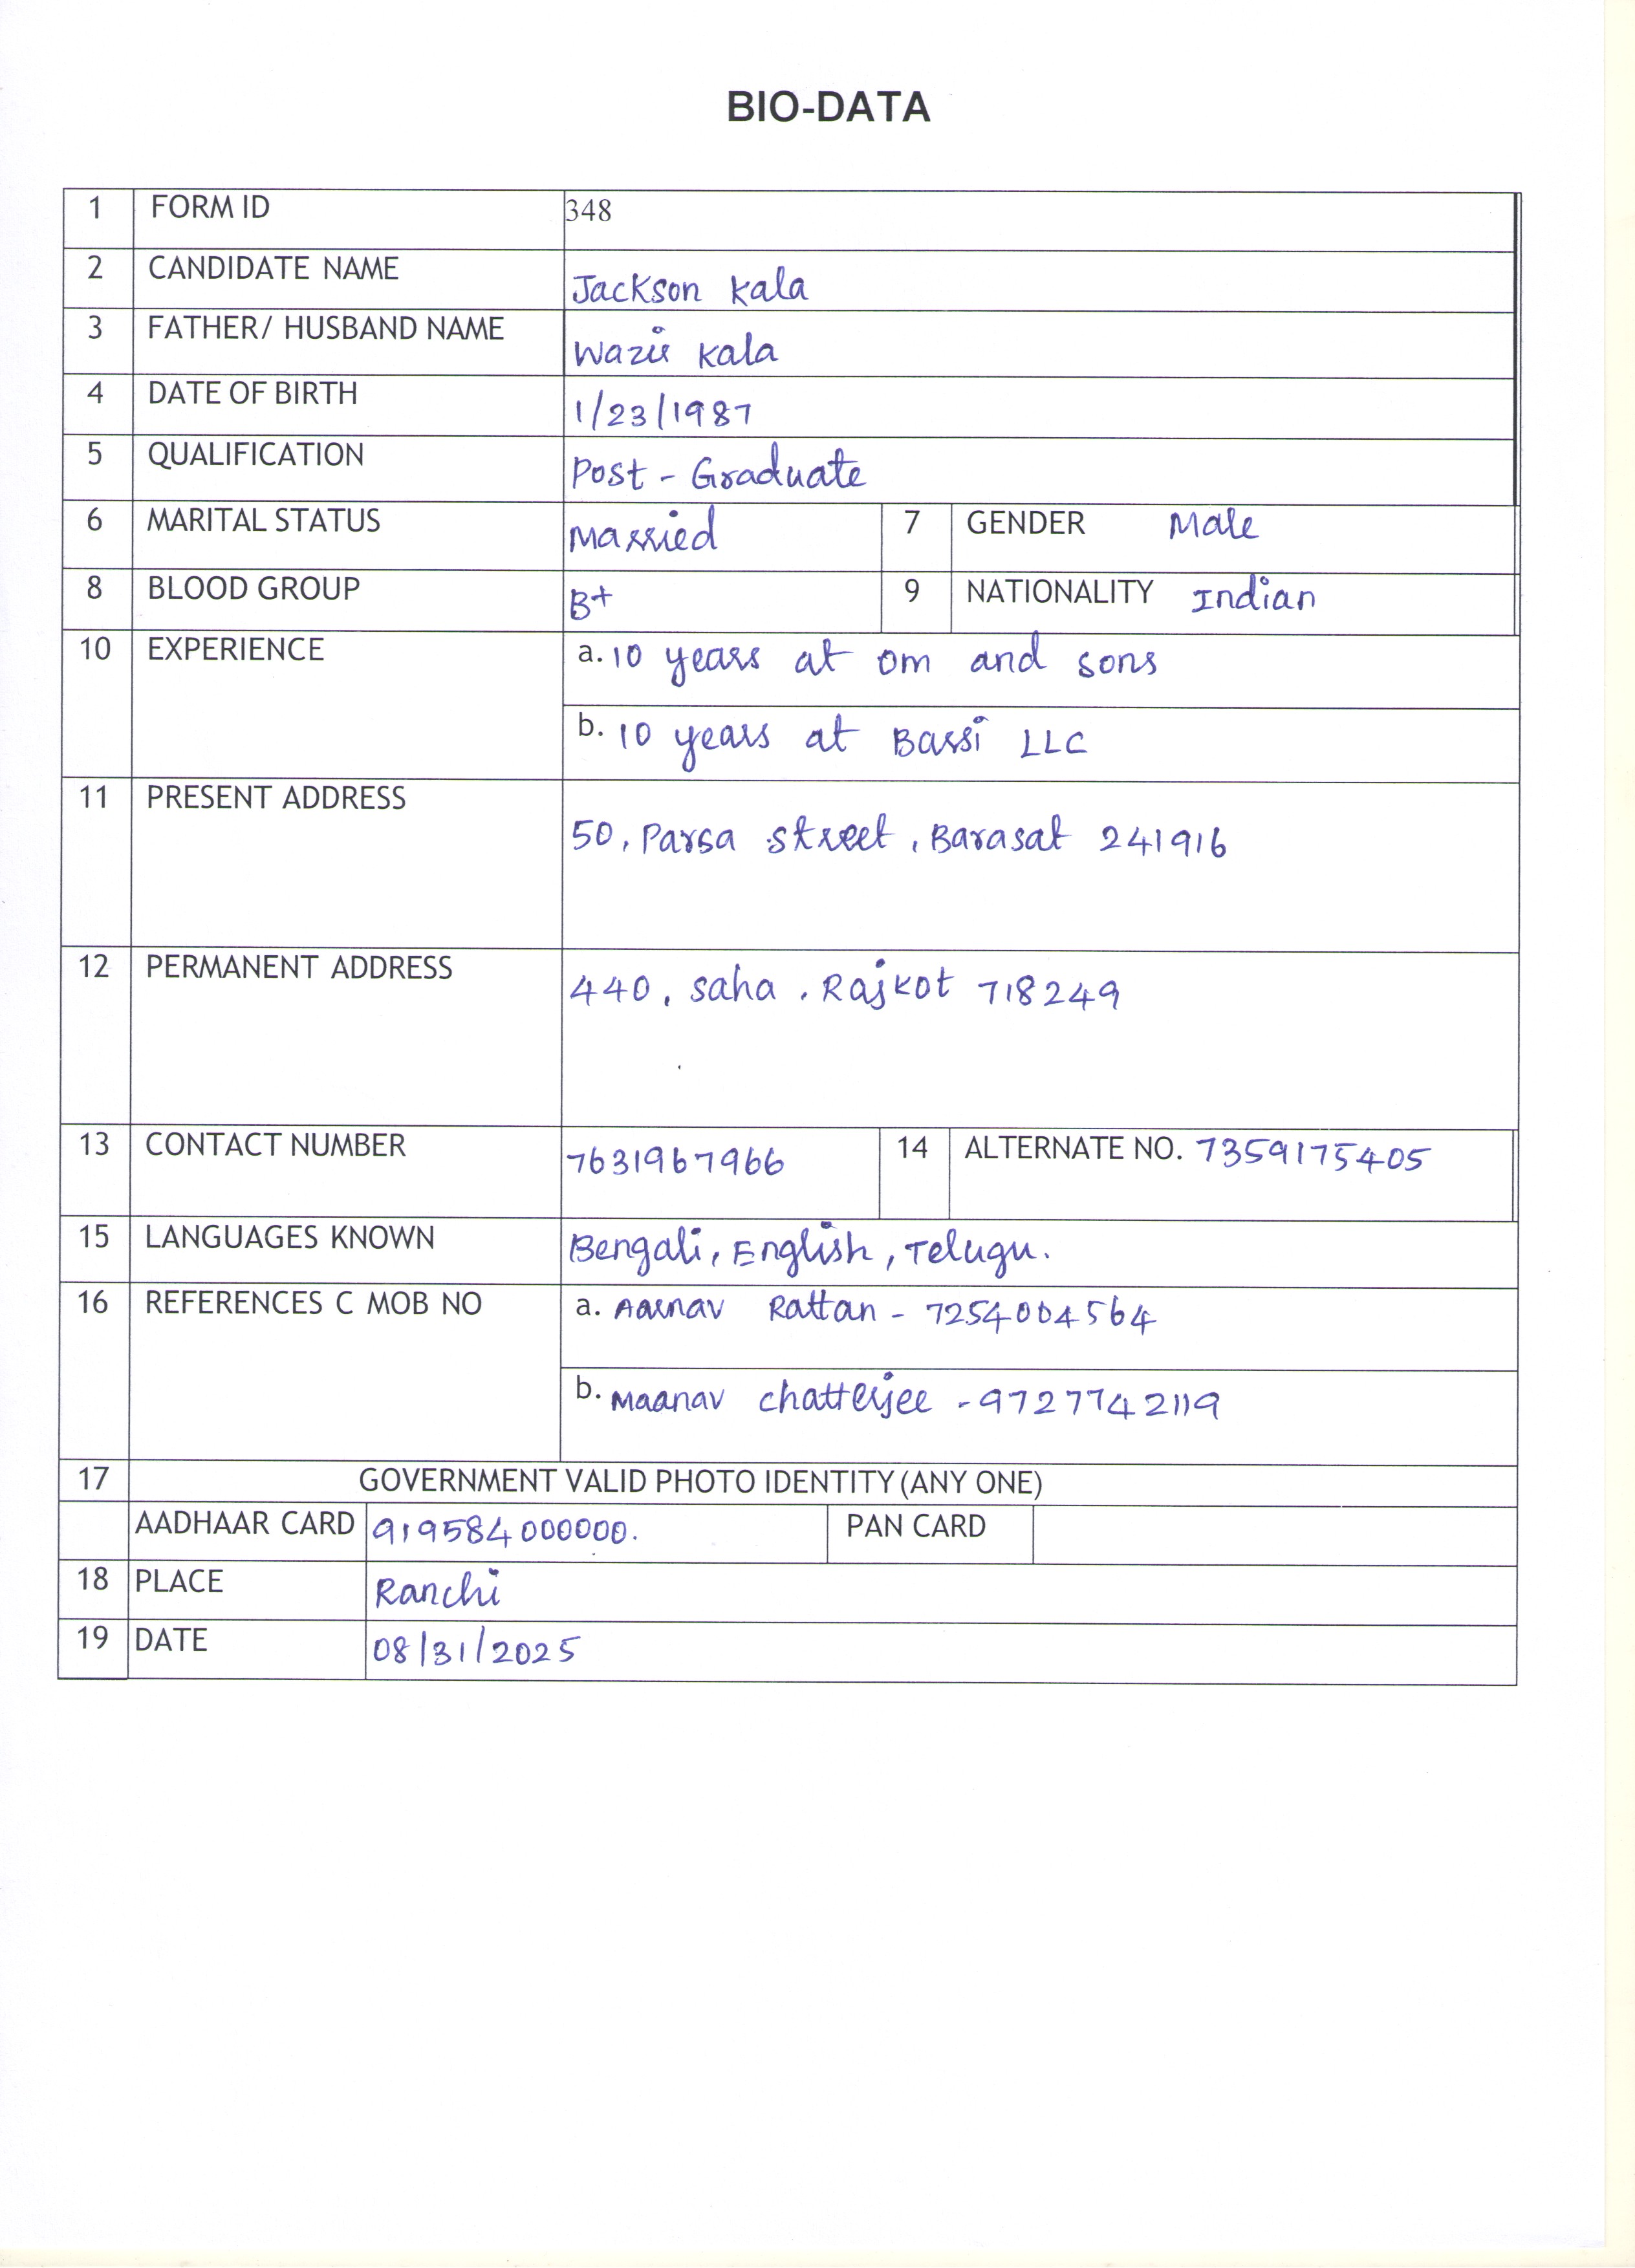 BIO-DATA
1 FORM ID 348
2 CANDIDATE NAME Jackson Kala
3 FATHER/ HUSBAND NAME Wazir Kala
4 DATE OF BIRTH 1/23/1987
5 QUALIFICATION Post - Graduate
6 MARITAL STATUS Married 7 GENDER Male
8 BLOOD GROUP B+ 9 NATIONALITY Indian
10 EXPERIENCE a. 10 years at om and sons
b. 10 years at Bassi LLC
11 PRESENT ADDRESS
50, Parsa street, Barasat 241916
12 PERMANENT ADDRESS 440, Saha, Rajkot 718249
13 CONTACT NUMBER 7631967966 14 ALTERNATE NO. 7359175405
15 LANGUAGES KNOWN Bengali, English, Telugu.
16 REFERENCES C MOB NO a. Aarnav Rattan - 7254004564
b. Maanav chatterjee - 9727742119
17 GOVERNMENT VALID PHOTO IDENTITY (ANY ONE)
AADHAAR CARD 919584000000. PAN CARD
18 PLACE Ranchi
19 DATE 08/31/2025